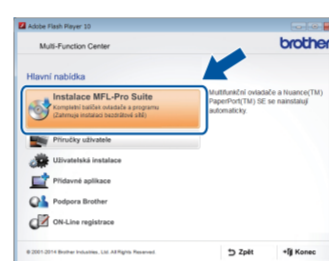 Adobe Flash Player 10
Multi-Function Center
brother
Hlavní nabídka
Instalace MFL-Pro Suite
Kompletní balíček ovladače a programu
(Zahrnuje instalaci bezdrátové sítě)
Multifunkční ovladače a Nuance(TM)
PaperPort(TM) SE se nainstalují
automaticky.
Příručky uživatele
Uživatelská instalace
Přídavné aplikace
Podpora Brother
ON-Line registrace
© 2001-2014 Brother Industries, Ltd. All Rights Reserved.
Zpět
Konec